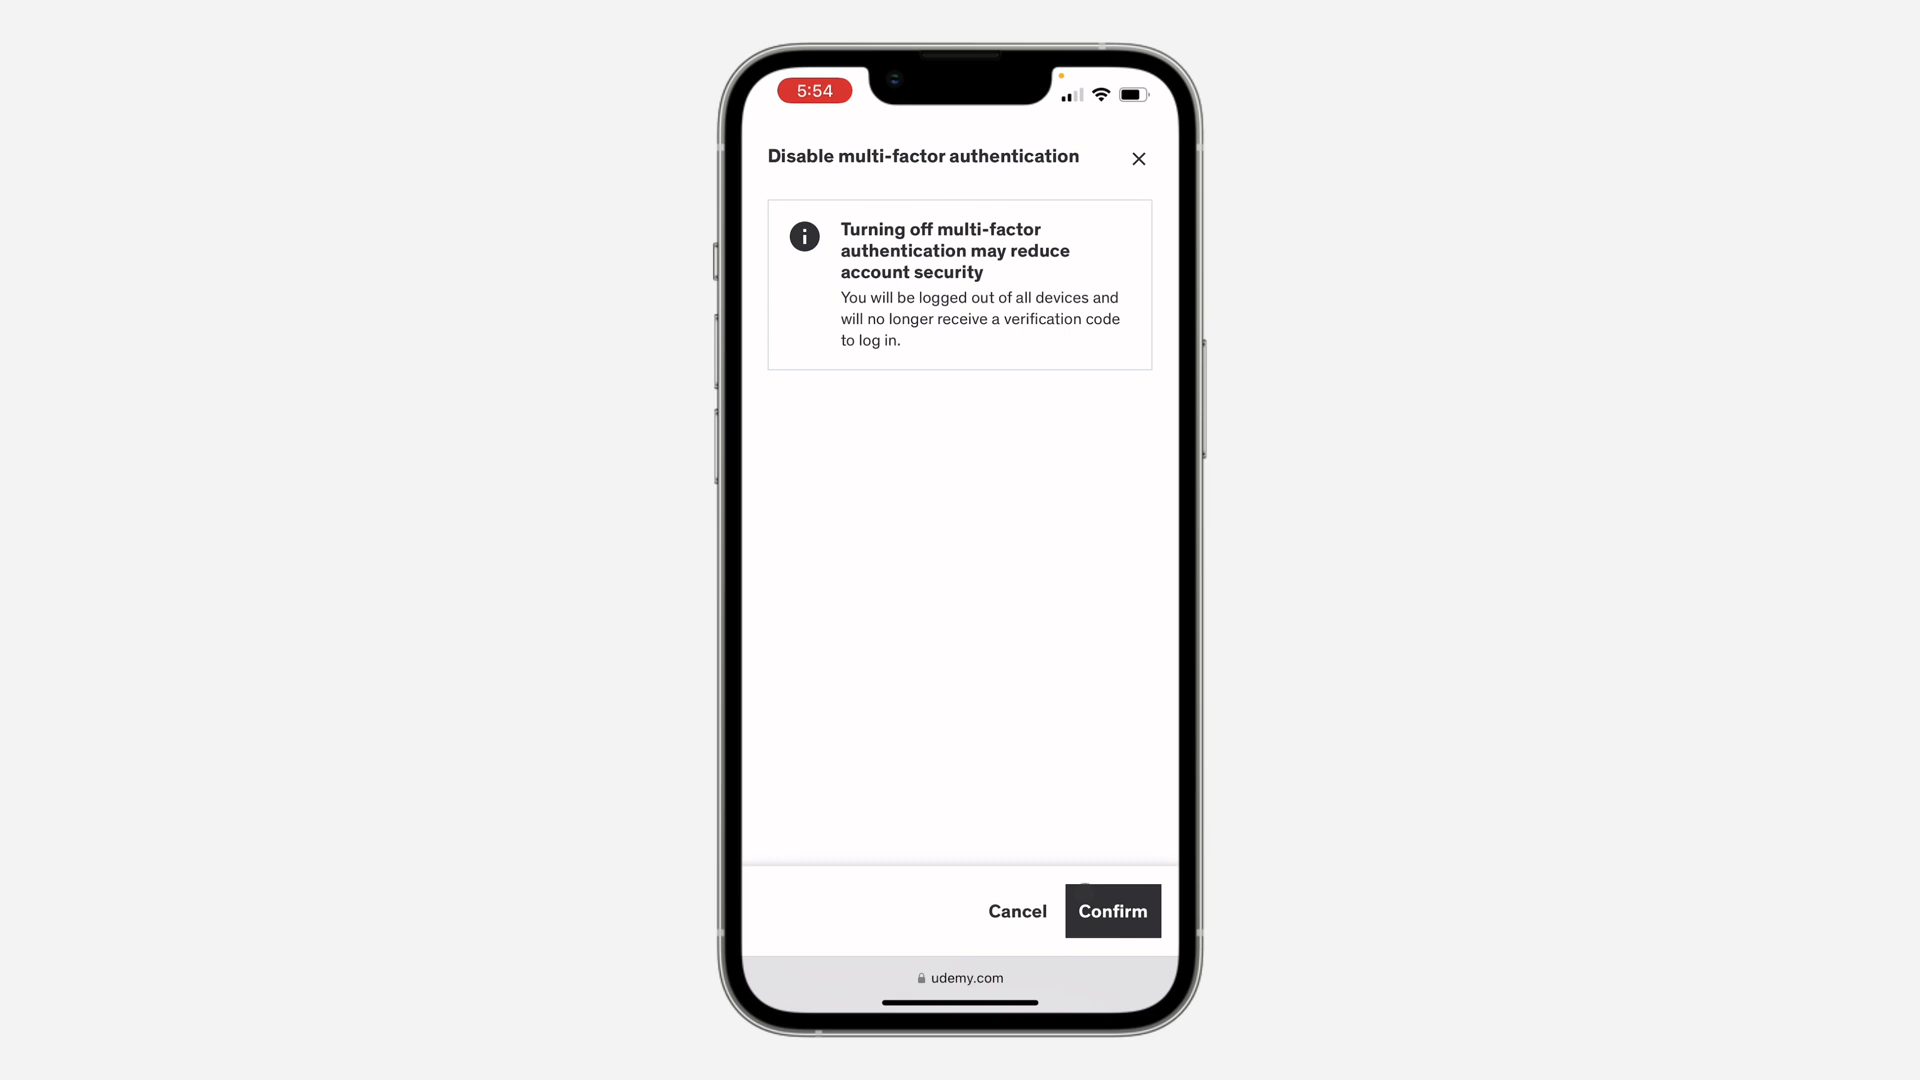 5:54
Disable multi-factor authentication
Turning off multi-factor
authentication may reduce
account security
You will be logged out of all devices and
will no longer receive a verification code
to log in.
Cancel
Confirm
udemy.com